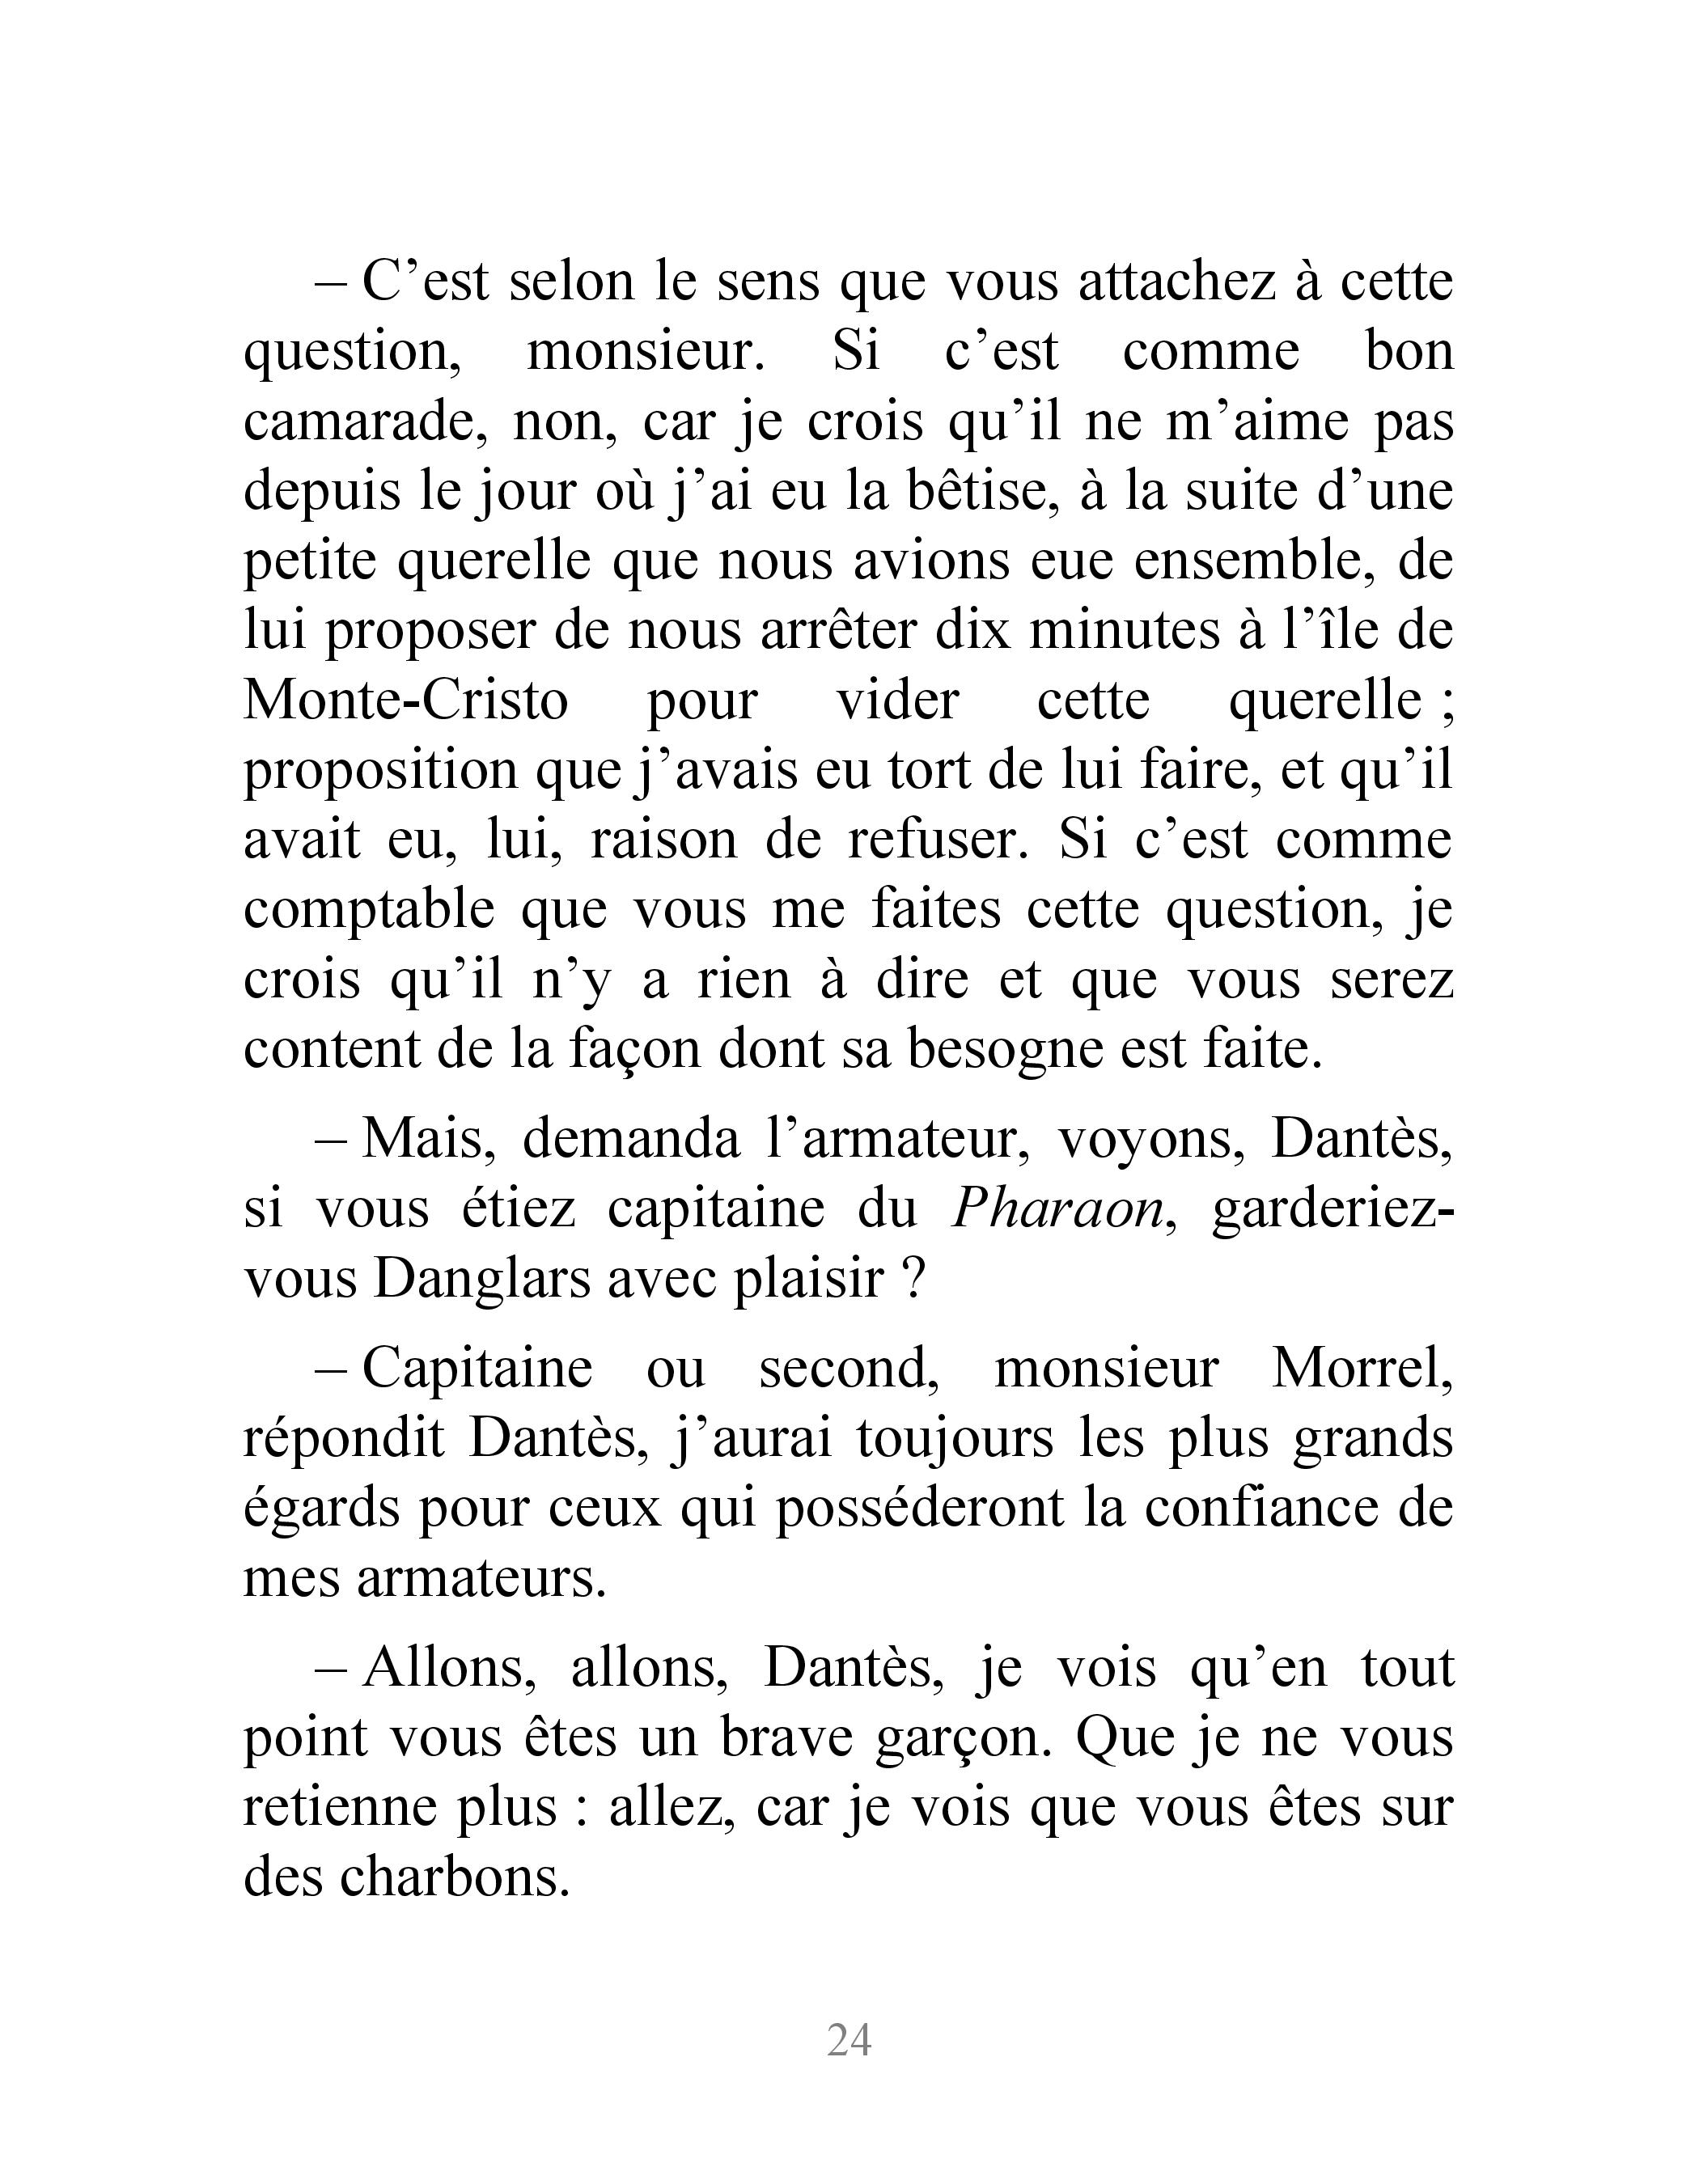 – C’est selon le sens que vous attachez à cette
question, monsieur. Si c’est comme bon
camarade, non, car je crois qu’il ne m’aime pas
depuis le jour où j’ai eu la bêtise, à la suite d’une
petite querelle que nous avions eue ensemble, de
lui proposer de nous arrêter dix minutes à l’île de
Monte-Cristo pour vider cette querelle ;
proposition que j’avais eu tort de lui faire, et qu’il
avait eu, lui, raison de refuser. Si c’est comme
comptable que vous me faites cette question, je
crois qu’il n’y a rien à dire et que vous serez
content de la façon dont sa besogne est faite.
– Mais, demanda l’armateur, voyons, Dantès,
si vous étiez capitaine du Pharaon, garderiez-
vous Danglars avec plaisir ?
– Capitaine ou second, monsieur Morrel,
répondit Dantès, j’aurai toujours les plus grands
égards pour ceux qui posséderont la confiance de
mes armateurs.
– Allons, allons, Dantès, je vois qu’en tout
point vous êtes un brave garçon. Que je ne vous
retienne plus : allez, car je vois que vous êtes sur
des charbons.
24